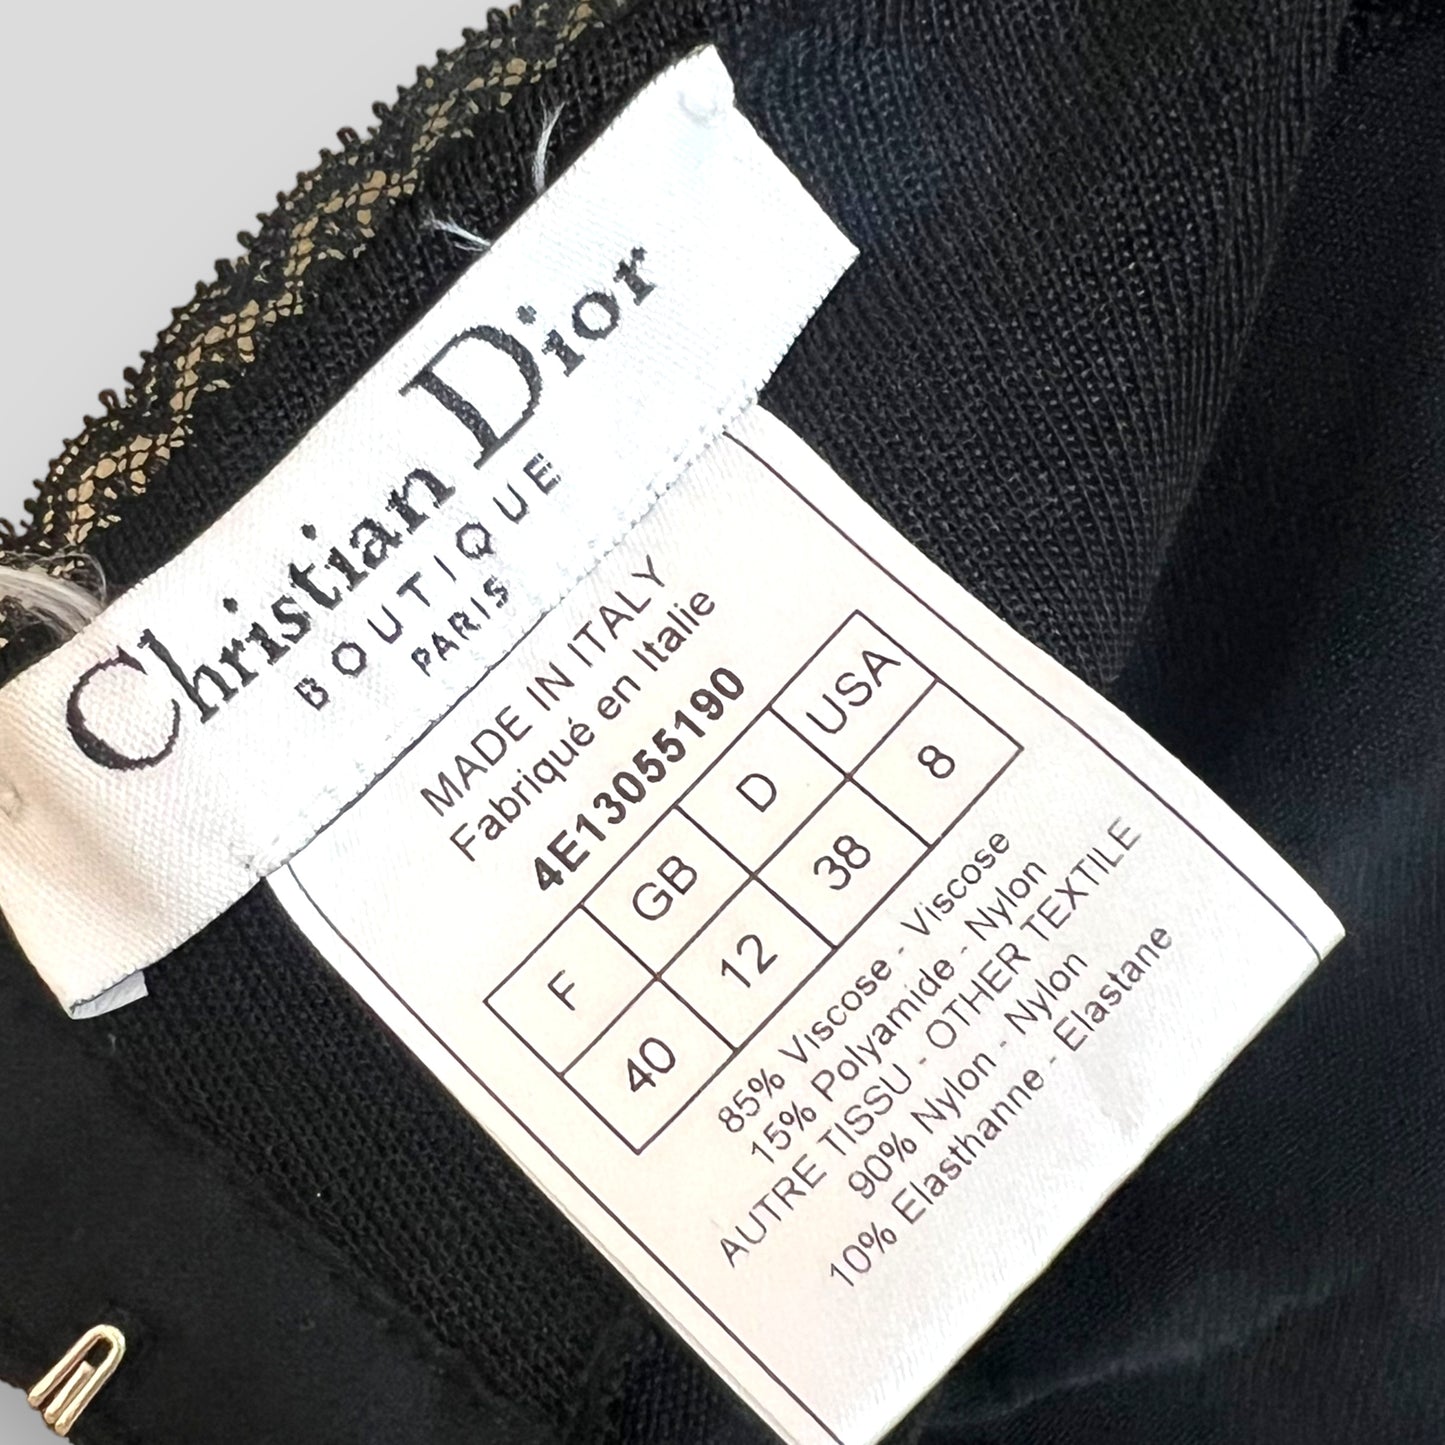 Christian Dior
BOUTIQUE
PARIS
MADE IN ITALY
Fabriqué en Italie
4E13055190
F GB D USA
40 12 38 8
85% Viscose - Viscose
15% Polyamide - Nylon
AUTRE TISSU - OTHER TEXTILE
90% Nylon - Nylon
10% Elasthanne - Elastane